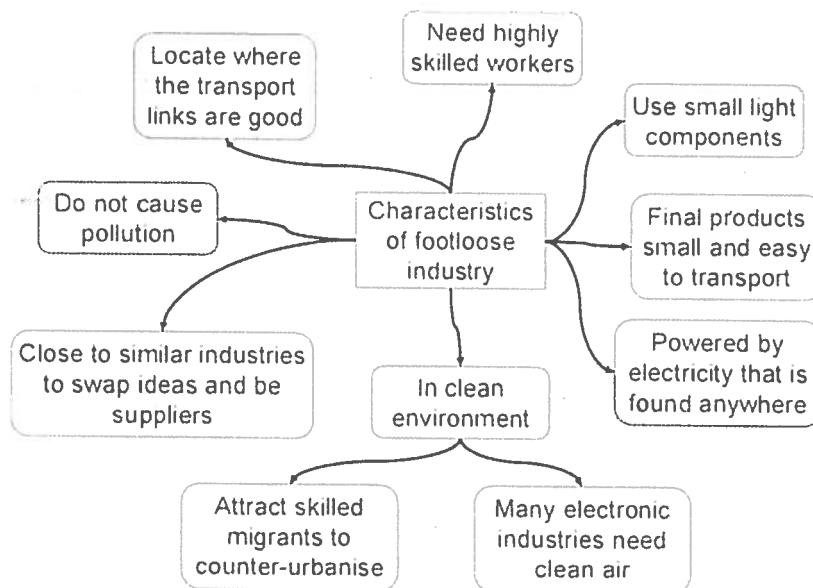 Locate where
the transport
links are good
Need highly
skilled workers
Use small light
components
Do not cause
pollution
Characteristics
of footloose
industry
Final products
small and easy
to transport
Close to similar industries
to swap ideas and be
suppliers
In clean
environment
Powered by
electricity that is
found anywhere
Attract skilled
migrants to
counter-urbanise
Many electronic
industries need
clean air